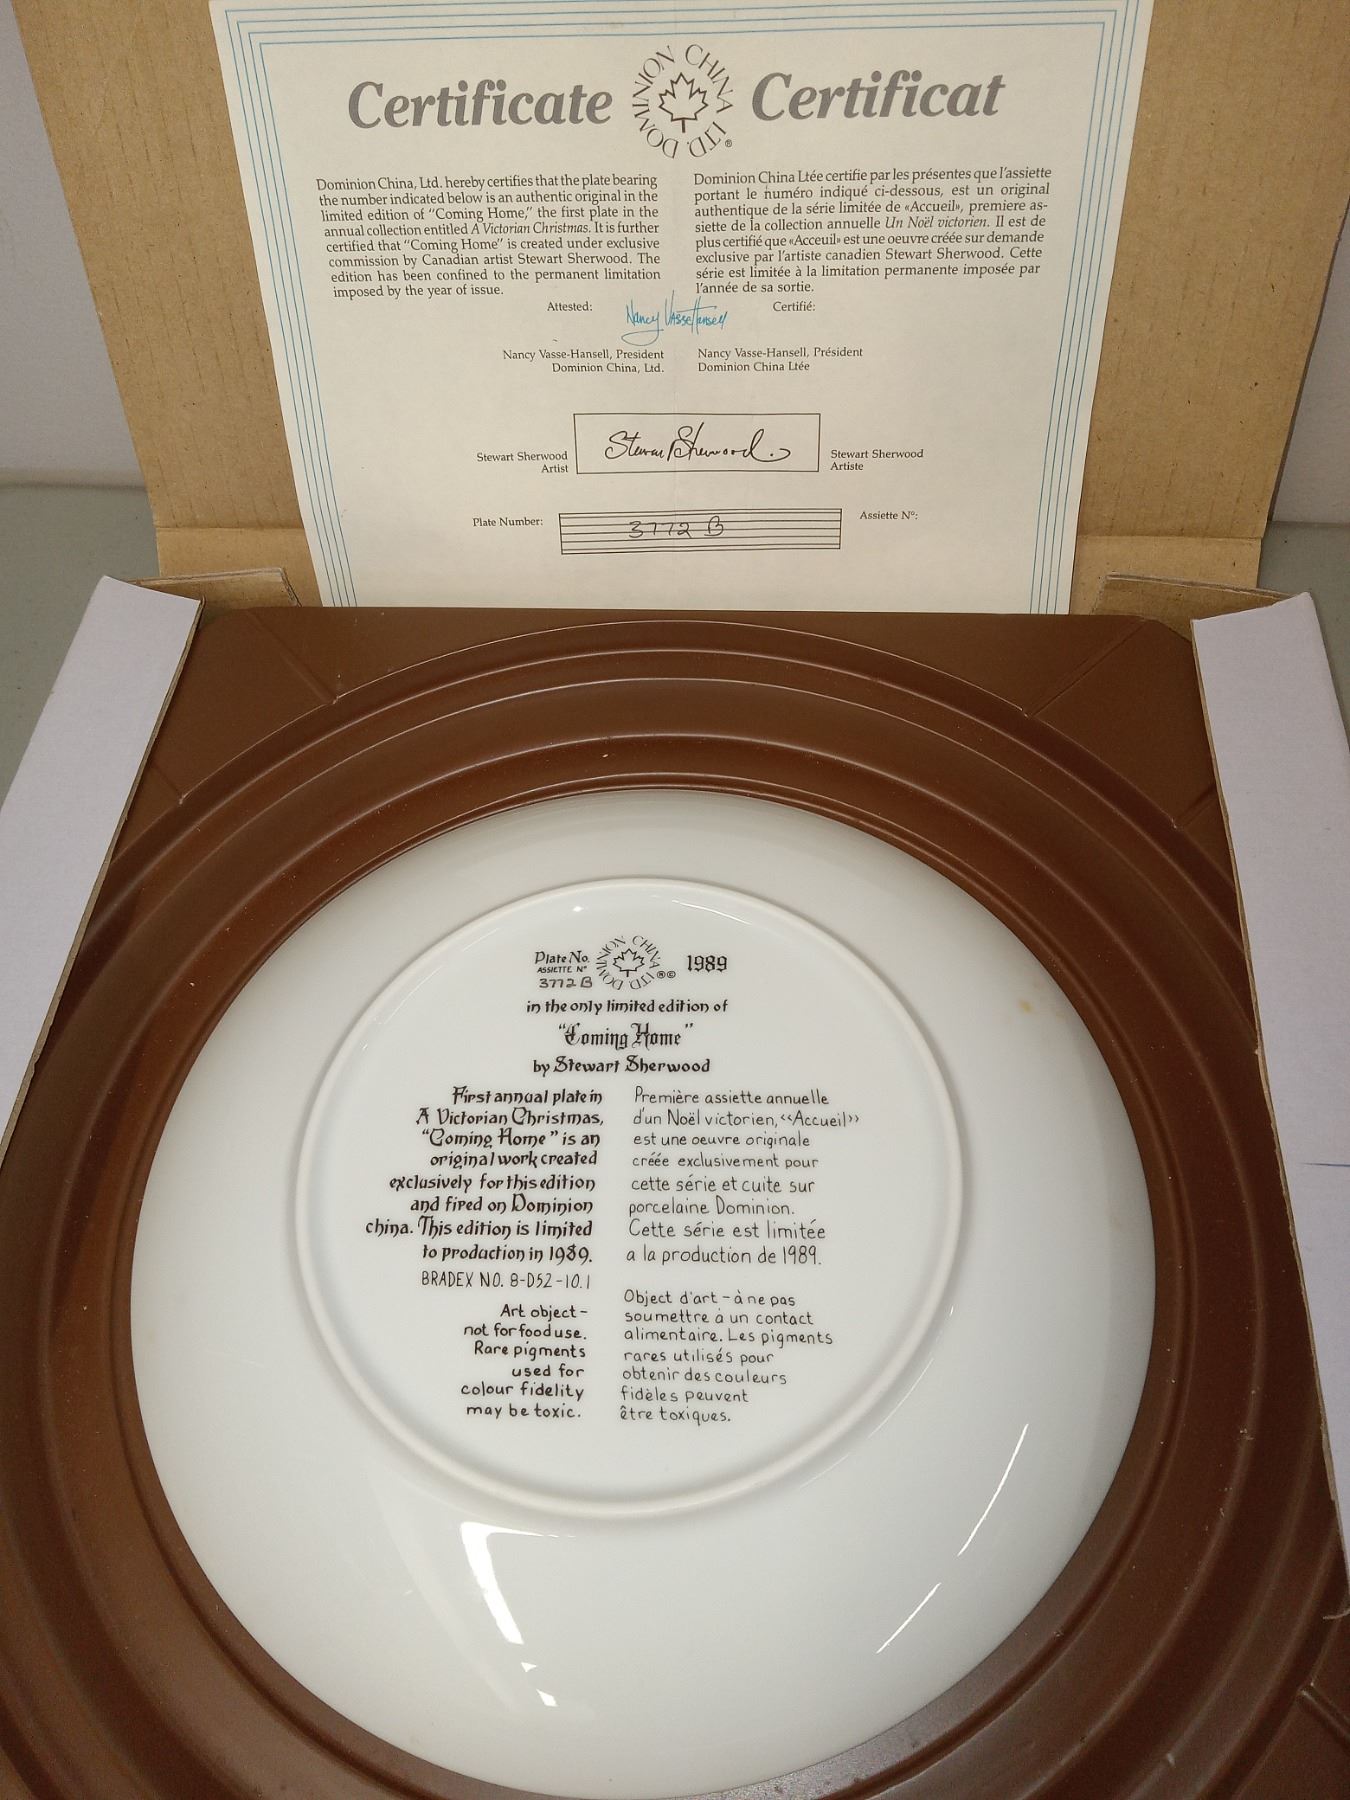 Certificate
DOMINION CHINA LTD. ®
Certificat
Dominion China, Ltd. hereby certifies that the plate bearing
the number indicated below is an authentic original in the
limited edition of "Coming Home," the first plate in the
annual collection entitled A Victorian Christmas. It is further
certified that "Coming Home" is created under exclusive
commission by Canadian artist Stewart Sherwood. The
edition has been confined to the permanent limitation
imposed by the year of issue.
Dominion China Ltée certifie par les présentes que l'assiette
portant le numéro indiqué ci-dessous, est un original
authentique de la série limitée de «Accueil», premiere as-
siette de la collection annuelle Un Noël victorien. Il est de
plus certifié que «Acceuil» est une oeuvre créée sur demande
exclusive par l'artiste canadien Stewart Sherwood. Cette
série est limitée à la limitation permanente imposée par
l'année de sa sortie.
Attested:
Nancy Vasse Hansell
Certifié:
Nancy Vasse-Hansell, President
Dominion China, Ltd.
Nancy Vasse-Hansell, Président
Dominion China Ltée
Stewart Sherwood
Artist
Stewart Sherwood
Stewart Sherwood
Artiste
Plate Number:
3772 B
Assiette Nº:
Plate No.
ASSIETTE Nº
3772 B
DOMINION CHINA LTD ®©
1989
in the only limited edition of
"Coming Home"
by Stewart Sherwood
First annual plate in
A Victorian Christmas,
"Coming Home" is an
original work created
exclusively for this edition
and fired on Dominion
china. This edition is limited
to production in 1989.
BRADEX NO. 8-D52-10.1
Art object -
not for food use.
Rare pigments
used for
colour fidelity
may be toxic.
Première assiette annuelle
d'un Noël victorien, <<Accueil>>
est une oeuvre originale
créée exclusivement pour
cette série et cuite sur
porcelaine Dominion.
Cette série est limitée
a la production de 1989.
Object d'art - à ne pas
soumettre à un contact
alimentaire. Les pigments
rares utilisés pour
obtenir des couleurs
fidèles peuvent
être toxiques.